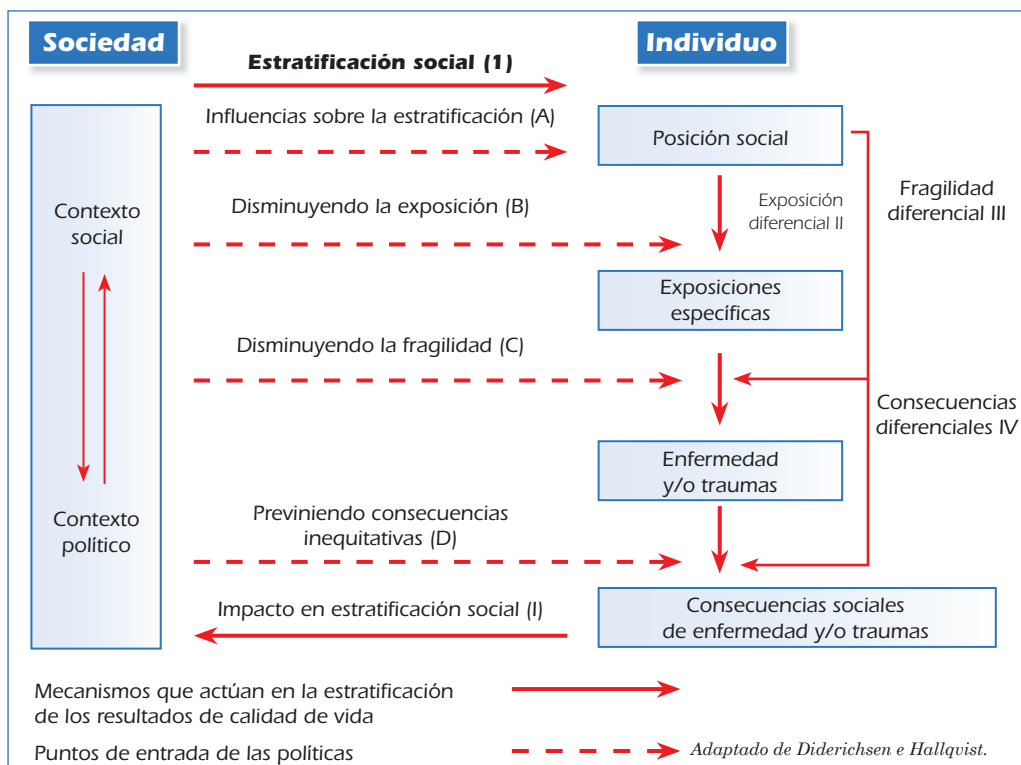 Sociedad
Individuo
Estratificación social (1)
Influencias sobre la estratificación (A)
Posición social
Contexto
social
Disminuyendo la exposición (B)
Exposición
diferencial II
Fragilidad
diferencial III
Exposiciones
específicas
Disminuyendo la fragilidad (C)
Consecuencias
diferenciales IV
Enfermedad
y/o traumas
Contexto
político
Previniendo consecuencias
inequitativas (D)
Impacto en estratificación social (I)
Consecuencias sociales
de enfermedad y/o traumas
Mecanismos que actúan en la estratificación
de los resultados de calidad de vida
Puntos de entrada de las políticas
Adaptado de Diderichsen e Hallqvist.